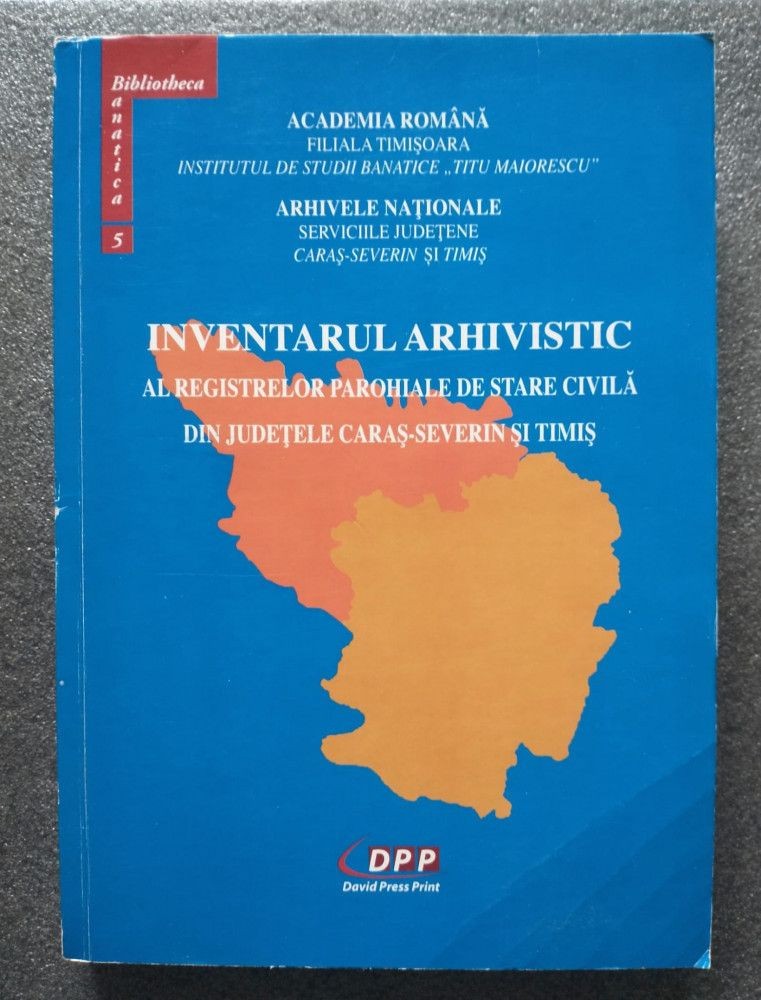 Bibliotheca
Banatica
5
ACADEMIA ROMÂNĂ
FILIALA TIMIŞOARA
INSTITUTUL DE STUDII BANATICE „TITU MAIORESCU”
ARHIVELE NAŢIONALE
SERVICIILE JUDEŢENE
CARAŞ-SEVERIN ȘI TIMIŞ
INVENTARUL ARHIVISTIC
AL REGISTRELOR PAROHIALE DE STARE CIVILĂ
DIN JUDEŢELE CARAŞ-SEVERIN ŞI TIMIŞ
DPP
David Press Print